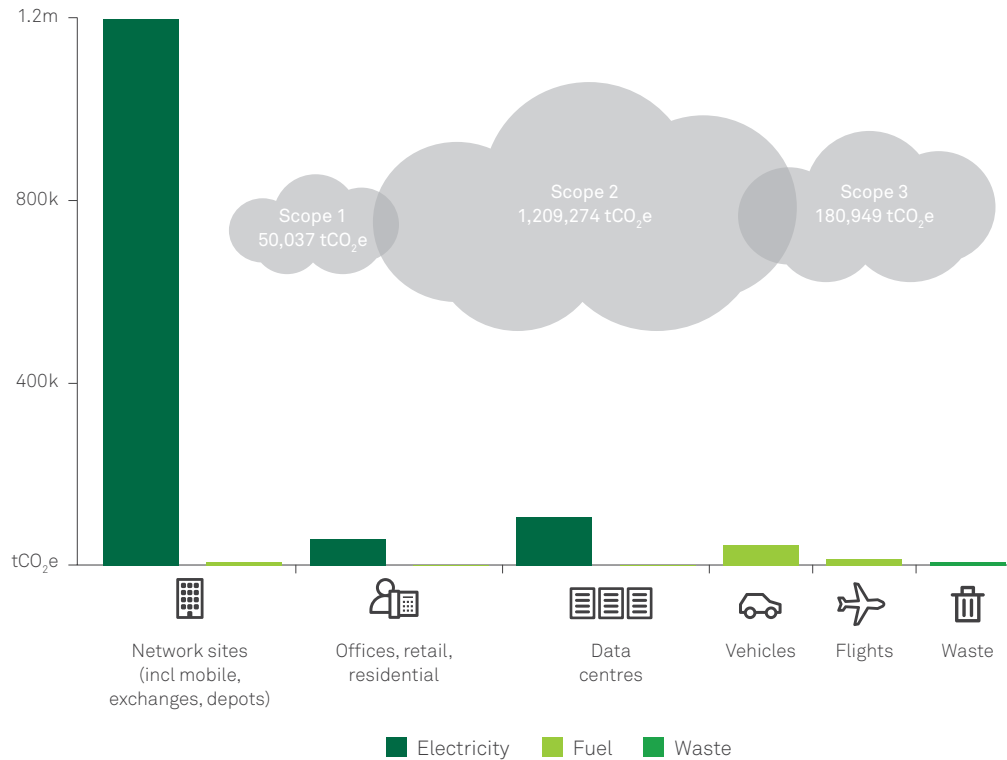 1.2m
800k
400k
tCO₂e
Scope 1
50,037 tCO₂e
Scope 2
1,209,274 tCO₂e
Scope 3
180,949 tCO₂e
Network sites
(incl mobile,
exchanges, depots)
Offices, retail,
residential
Data
centres
Vehicles
Flights
Waste
Electricity
Fuel
Waste